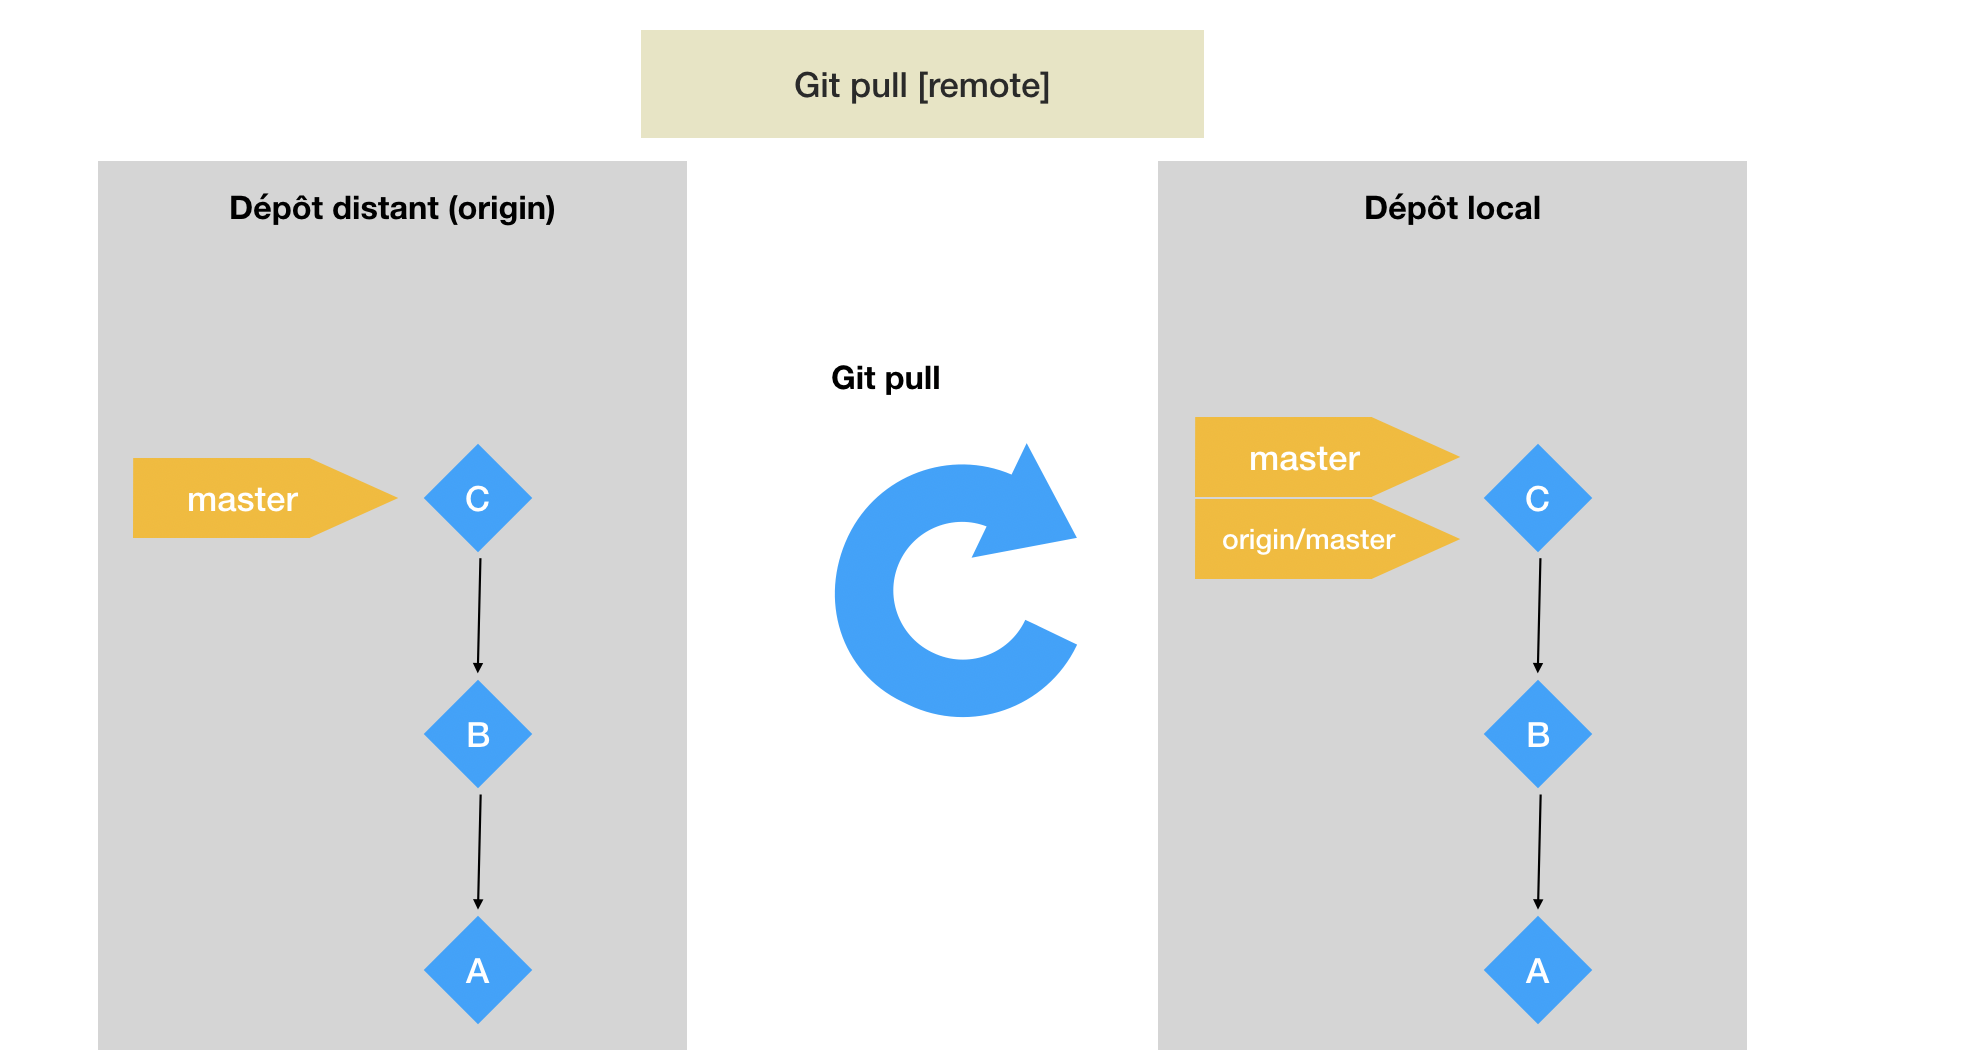 Git pull [remote]
Dépôt distant (origin)
Dépôt local
Git pull
master
C
master
origin/master
C
B
B
A
A